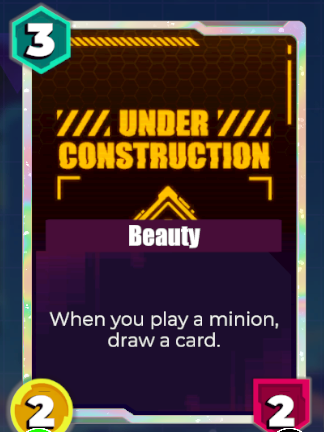 3
/// UNDER ///
CONSTRUCTION
Beauty
When you play a minion,
draw a card.
2
2